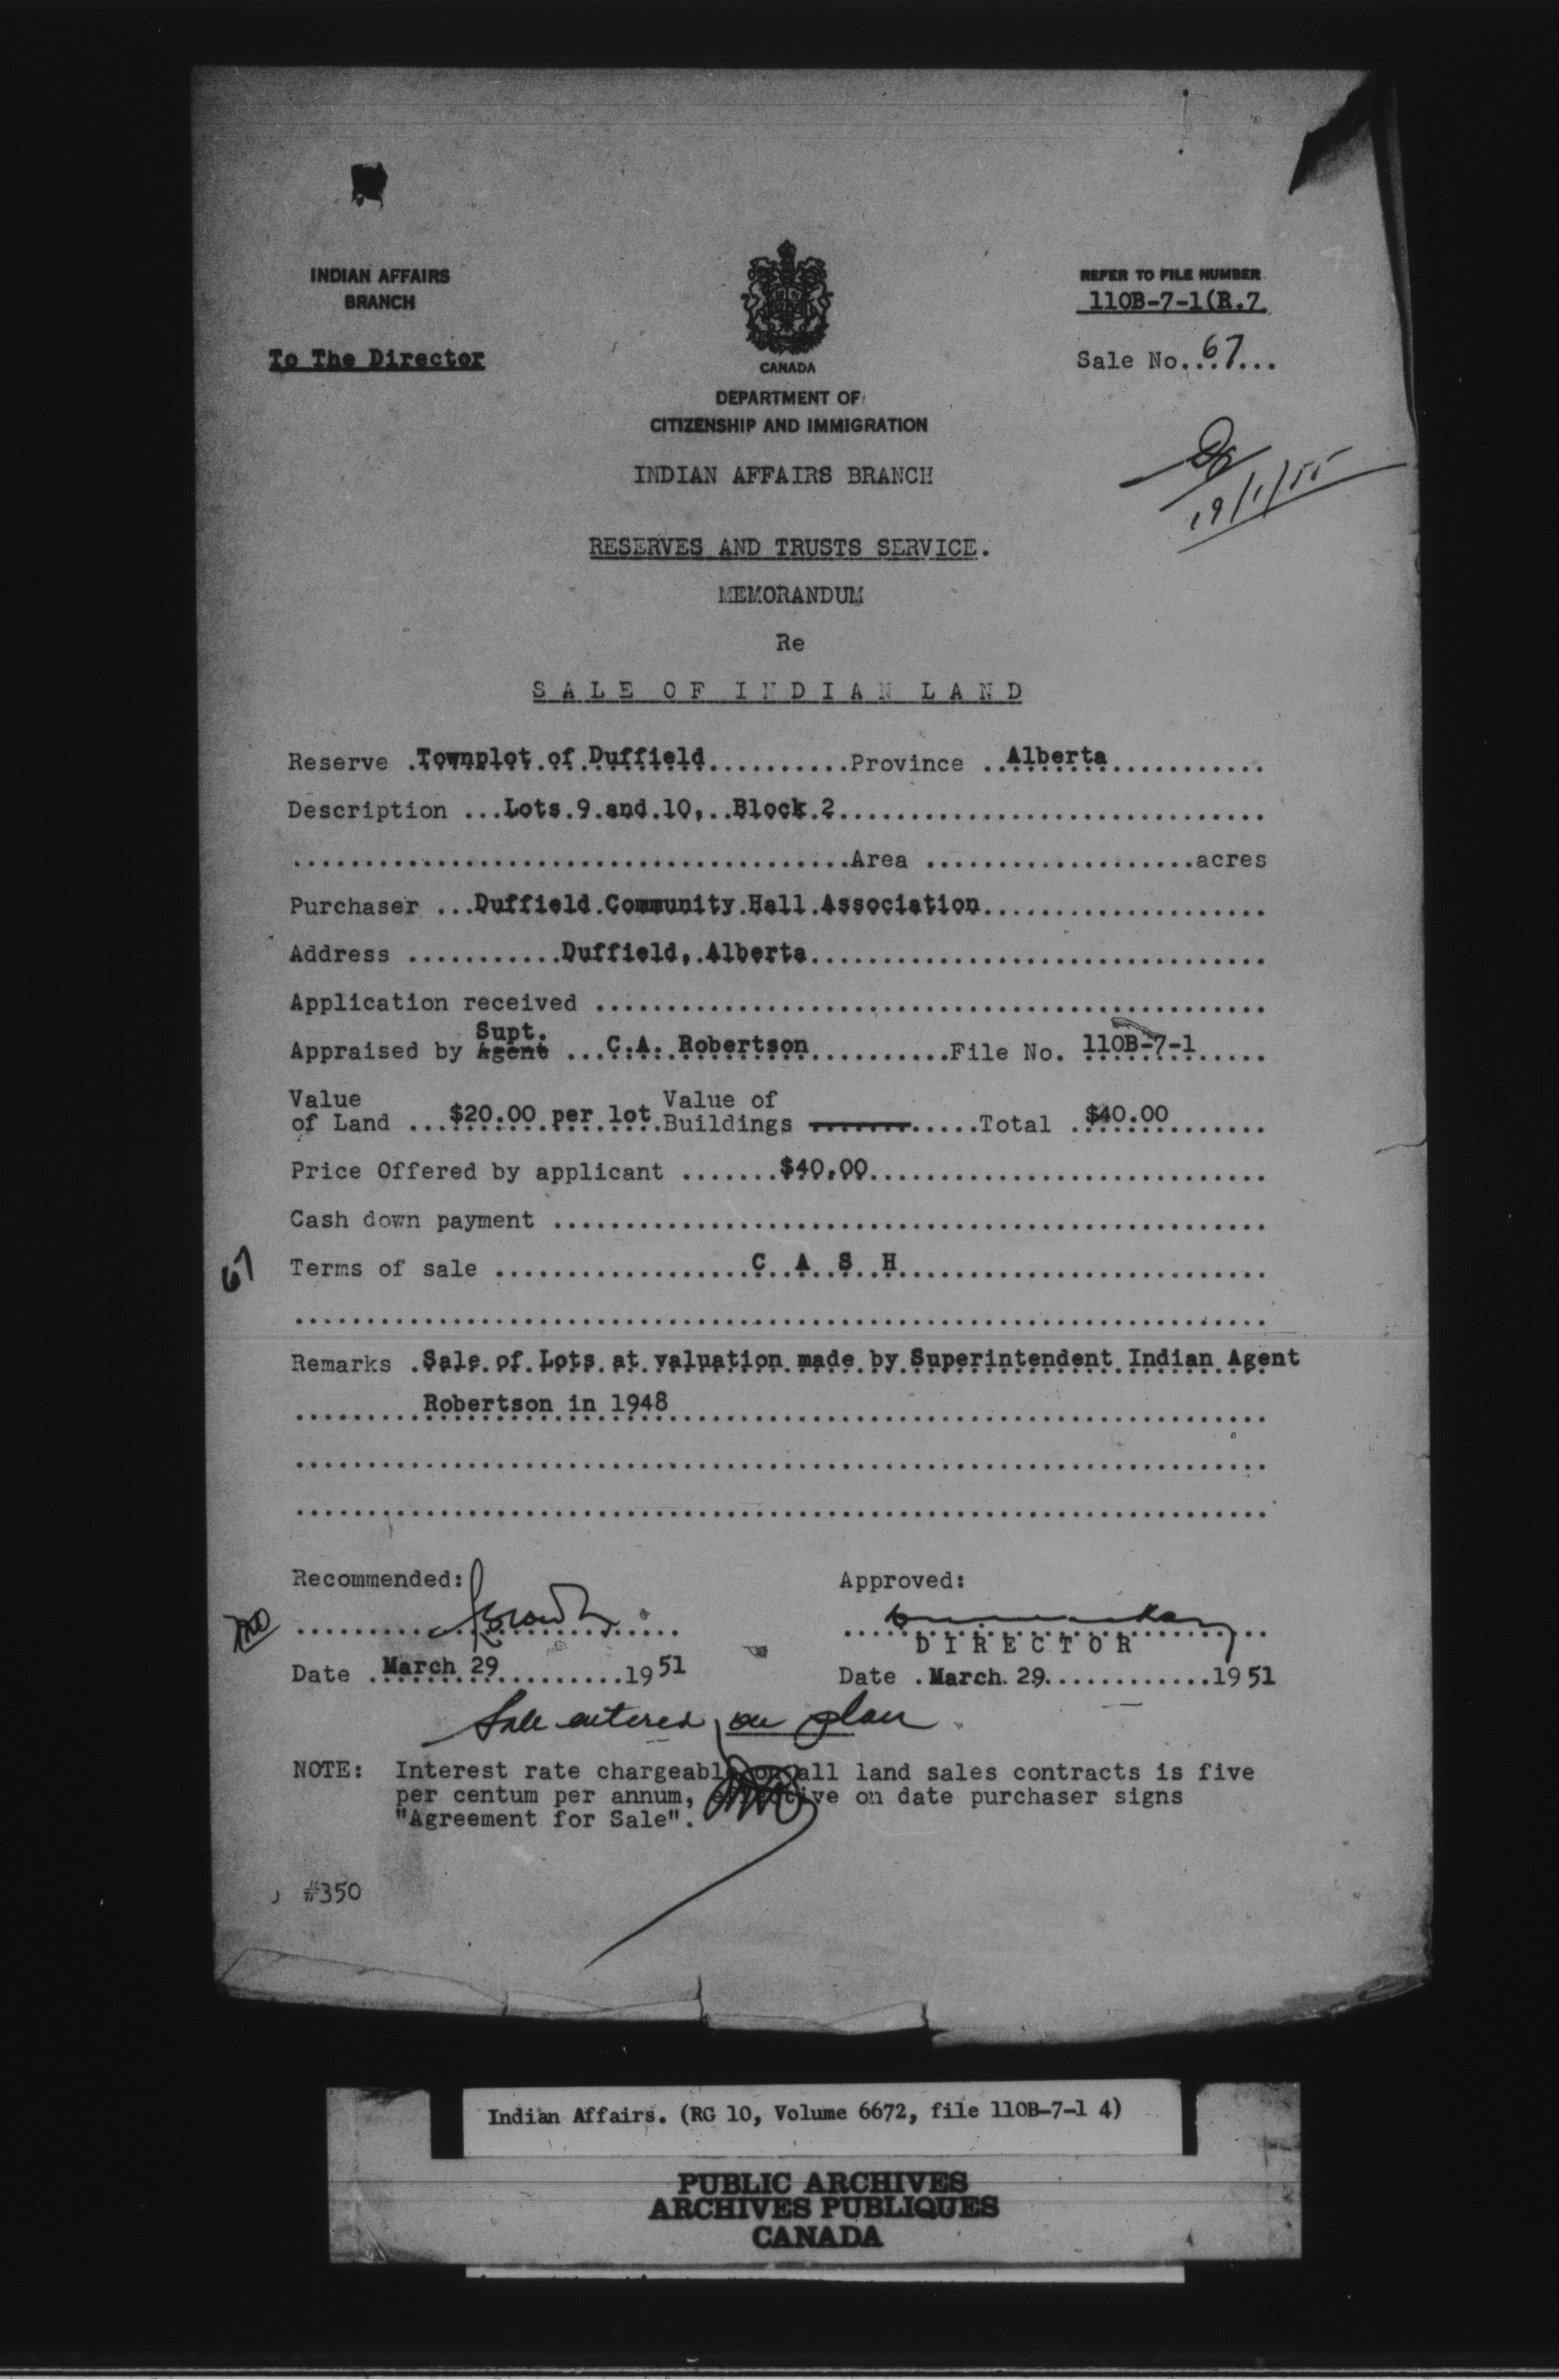 INDIAN AFFAIRS
BRANCH
To The Director
CANADA
DEPARTMENT OF
CITIZENSHIP AND IMMIGRATION
INDIAN AFFAIRS BRANCH
REFER TO FILE NUMBER
110B-7-1(R.7
Sale No...67...
19/1/55
RESERVES AND TRUSTS SERVICE.
MEMORANDUM
Re
SALE OF INDIAN LAND
Reserve .Townplot of Duffield..........Province ..Alberta...........
Description ...Lots 9 and 10, Block 2..............................
......................................Area ...................acres
Purchaser ...Duffield Community Hall Association....................
Address ...........Duffield, Alberta................................
Application received ...............................................
Supt.
Appraised by Agent ...C.A. Robertson..........File No. 110B-7-1.....
Value of Land ...$20.00 per lot Value of Buildings ............Total .$40.00.......
Price Offered by applicant .......$40.00............................
Cash down payment ..................................................
67
Terms of sale ..................C A S H.........................
....................................................................
Remarks .Sale of Lots at valuation made by Superintendent Indian Agent
.........Robertson in 1948..........................................
....................................................................
....................................................................
Recommended:
Approved:
DIRECTOR
Date .March 29.........1951
Date .March 29............1951
Sale entered on plan
NOTE: Interest rate chargeable on all land sales contracts is five
per centum per annum, effective on date purchaser signs
"Agreement for Sale".
#350
Indian Affairs. (RG 10, Volume 6672, file 110B-7-1 4)
PUBLIC ARCHIVES
ARCHIVES PUBLIQUES
CANADA